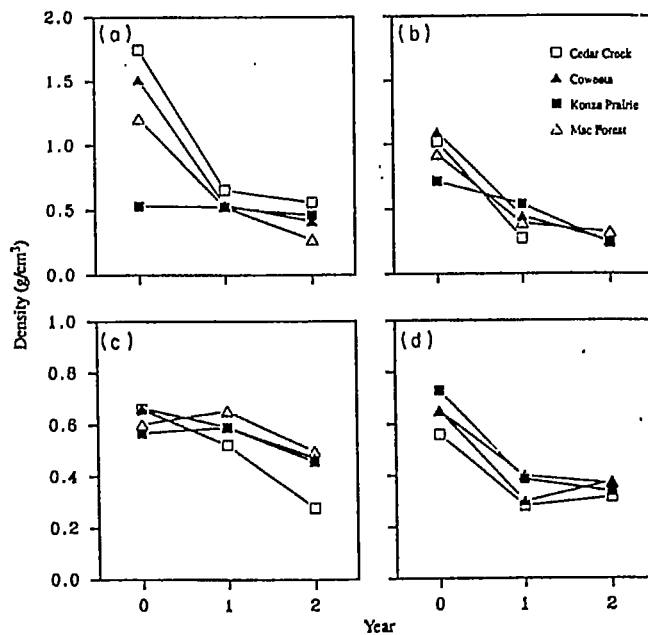 (a)
(b)
Cedar Creek
Coweeta
Konza Prairie
Mac Forest
2.0
1.5
1.0
0.5
0.0
Density (g/cm³)
(c)
(d)
1.0
0.8
0.6
0.4
0.2
0.0
0 1 2 0 1 2
Year